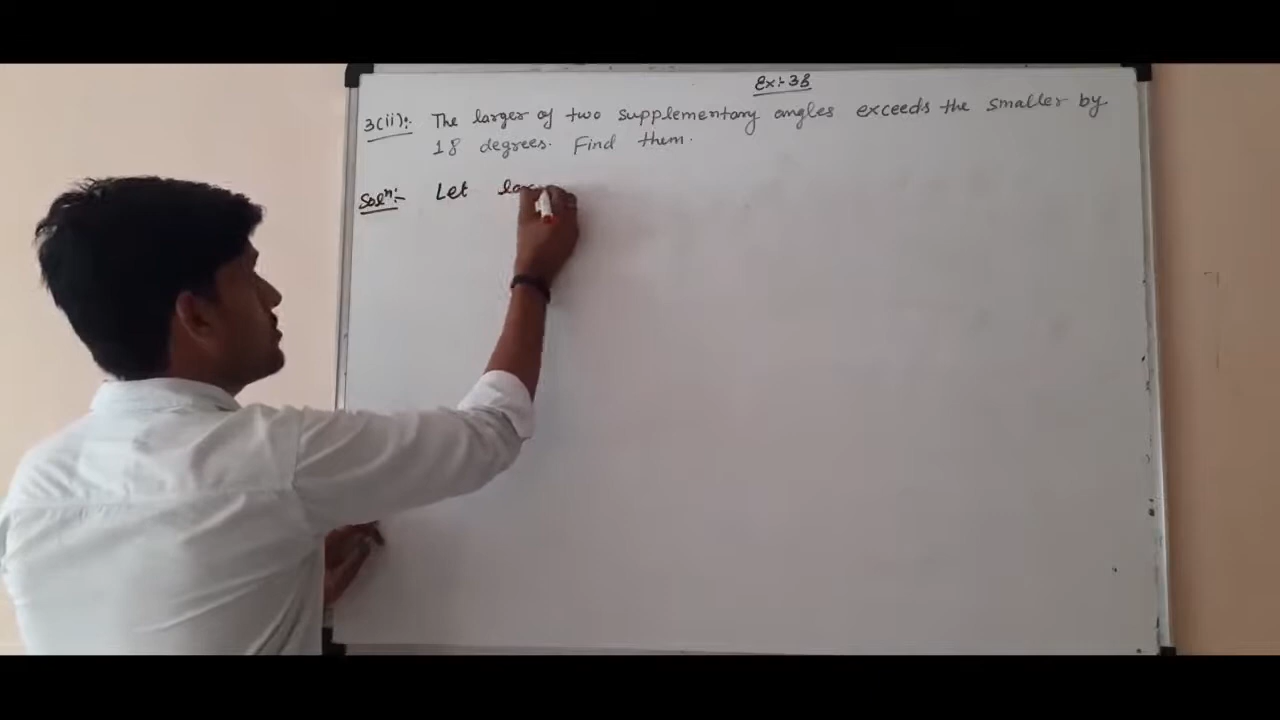 Ex:- 3B
3(ii):- The larger of two supplementary angles exceeds the smaller by
18 degrees. Find them.
Solⁿ:- Let